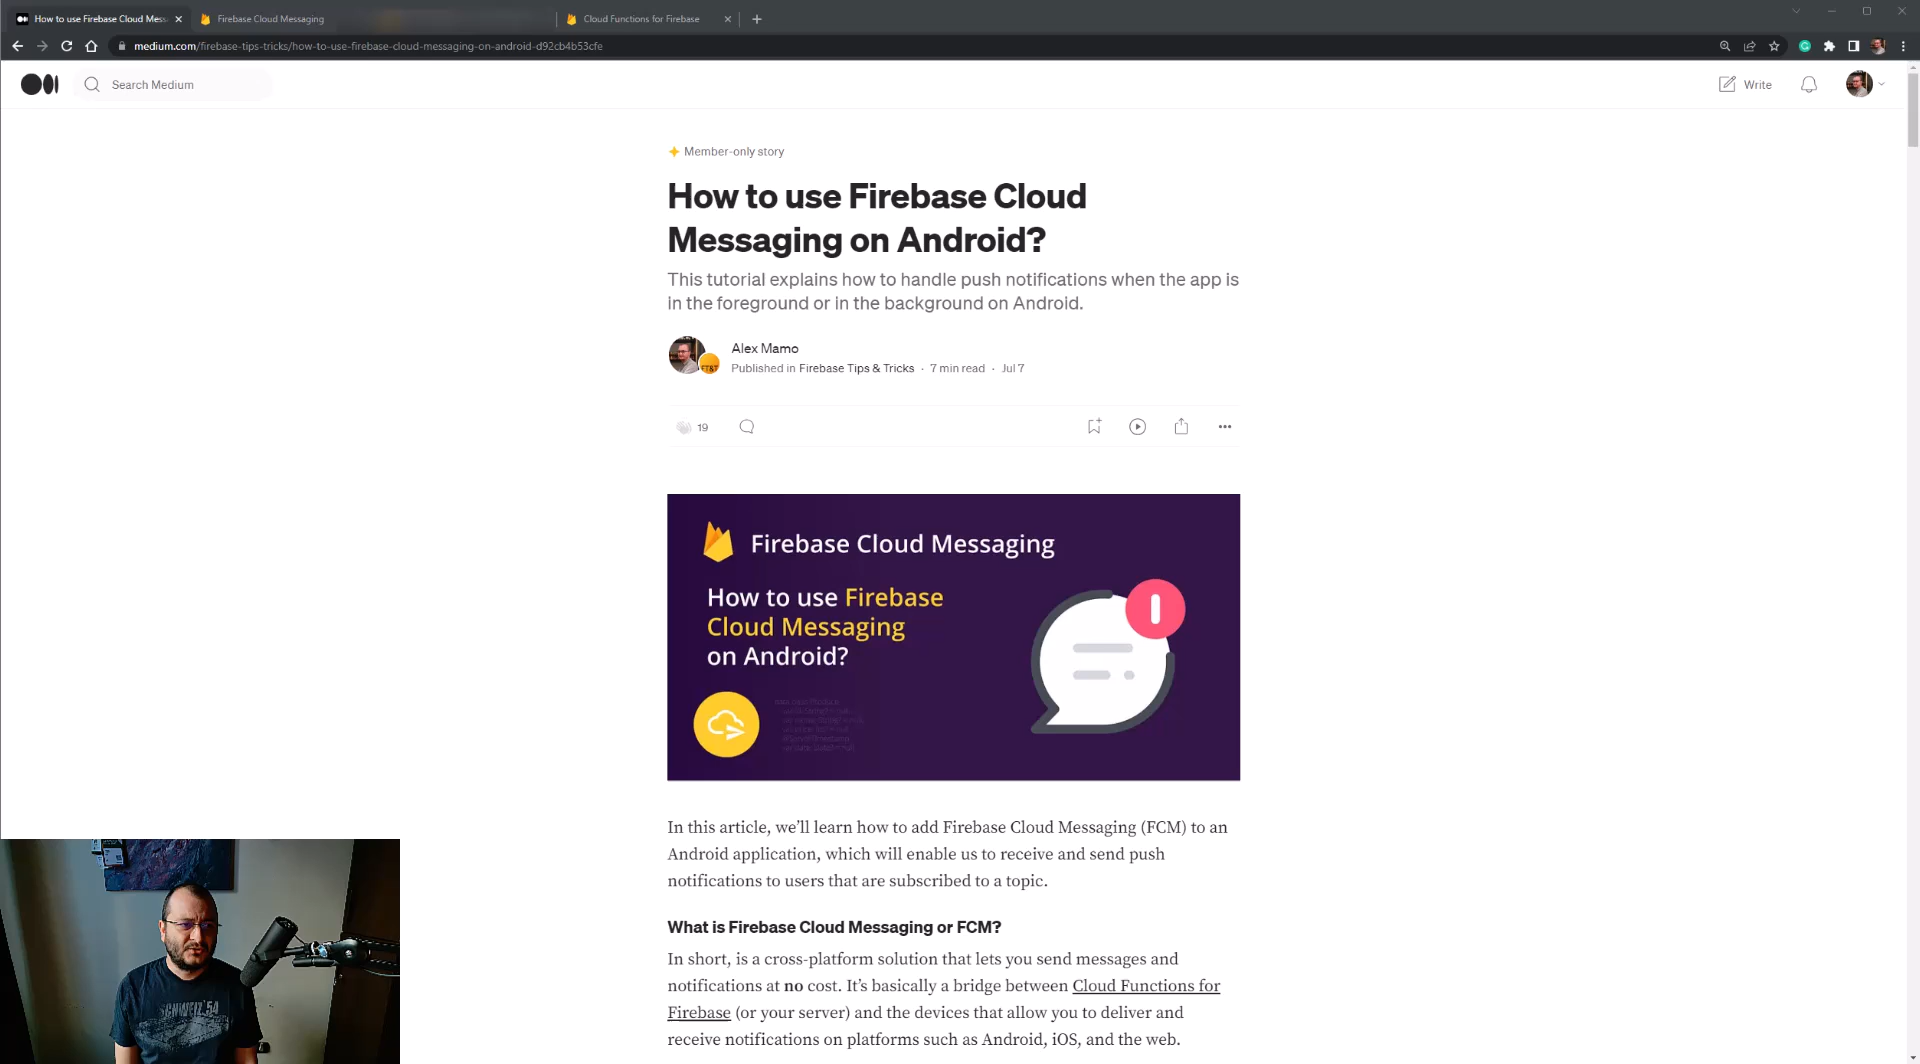 How to use Firebase Cloud Mess
Firebase Cloud Messaging
Cloud Functions for Firebase
medium.com/firebase-tips-tricks/how-to-use-firebase-cloud-messaging-on-android-d92cb4b53cfe
Search Medium
Write
Member-only story
How to use Firebase Cloud
Messaging on Android?
This tutorial explains how to handle push notifications when the app is
in the foreground or in the background on Android.
Alex Mamo
FT&T
Published in Firebase Tips & Tricks · 7 min read · Jul 7
19
Firebase Cloud Messaging
How to use Firebase
Cloud Messaging
on Android?
In this article, we’ll learn how to add Firebase Cloud Messaging (FCM) to an
Android application, which will enable us to receive and send push
notifications to users that are subscribed to a topic.
What is Firebase Cloud Messaging or FCM?
In short, is a cross-platform solution that lets you send messages and
notifications at no cost. It’s basically a bridge between Cloud Functions for
Firebase (or your server) and the devices that allow you to deliver and
receive notifications on platforms such as Android, iOS, and the web.
SCHWEIZ'54